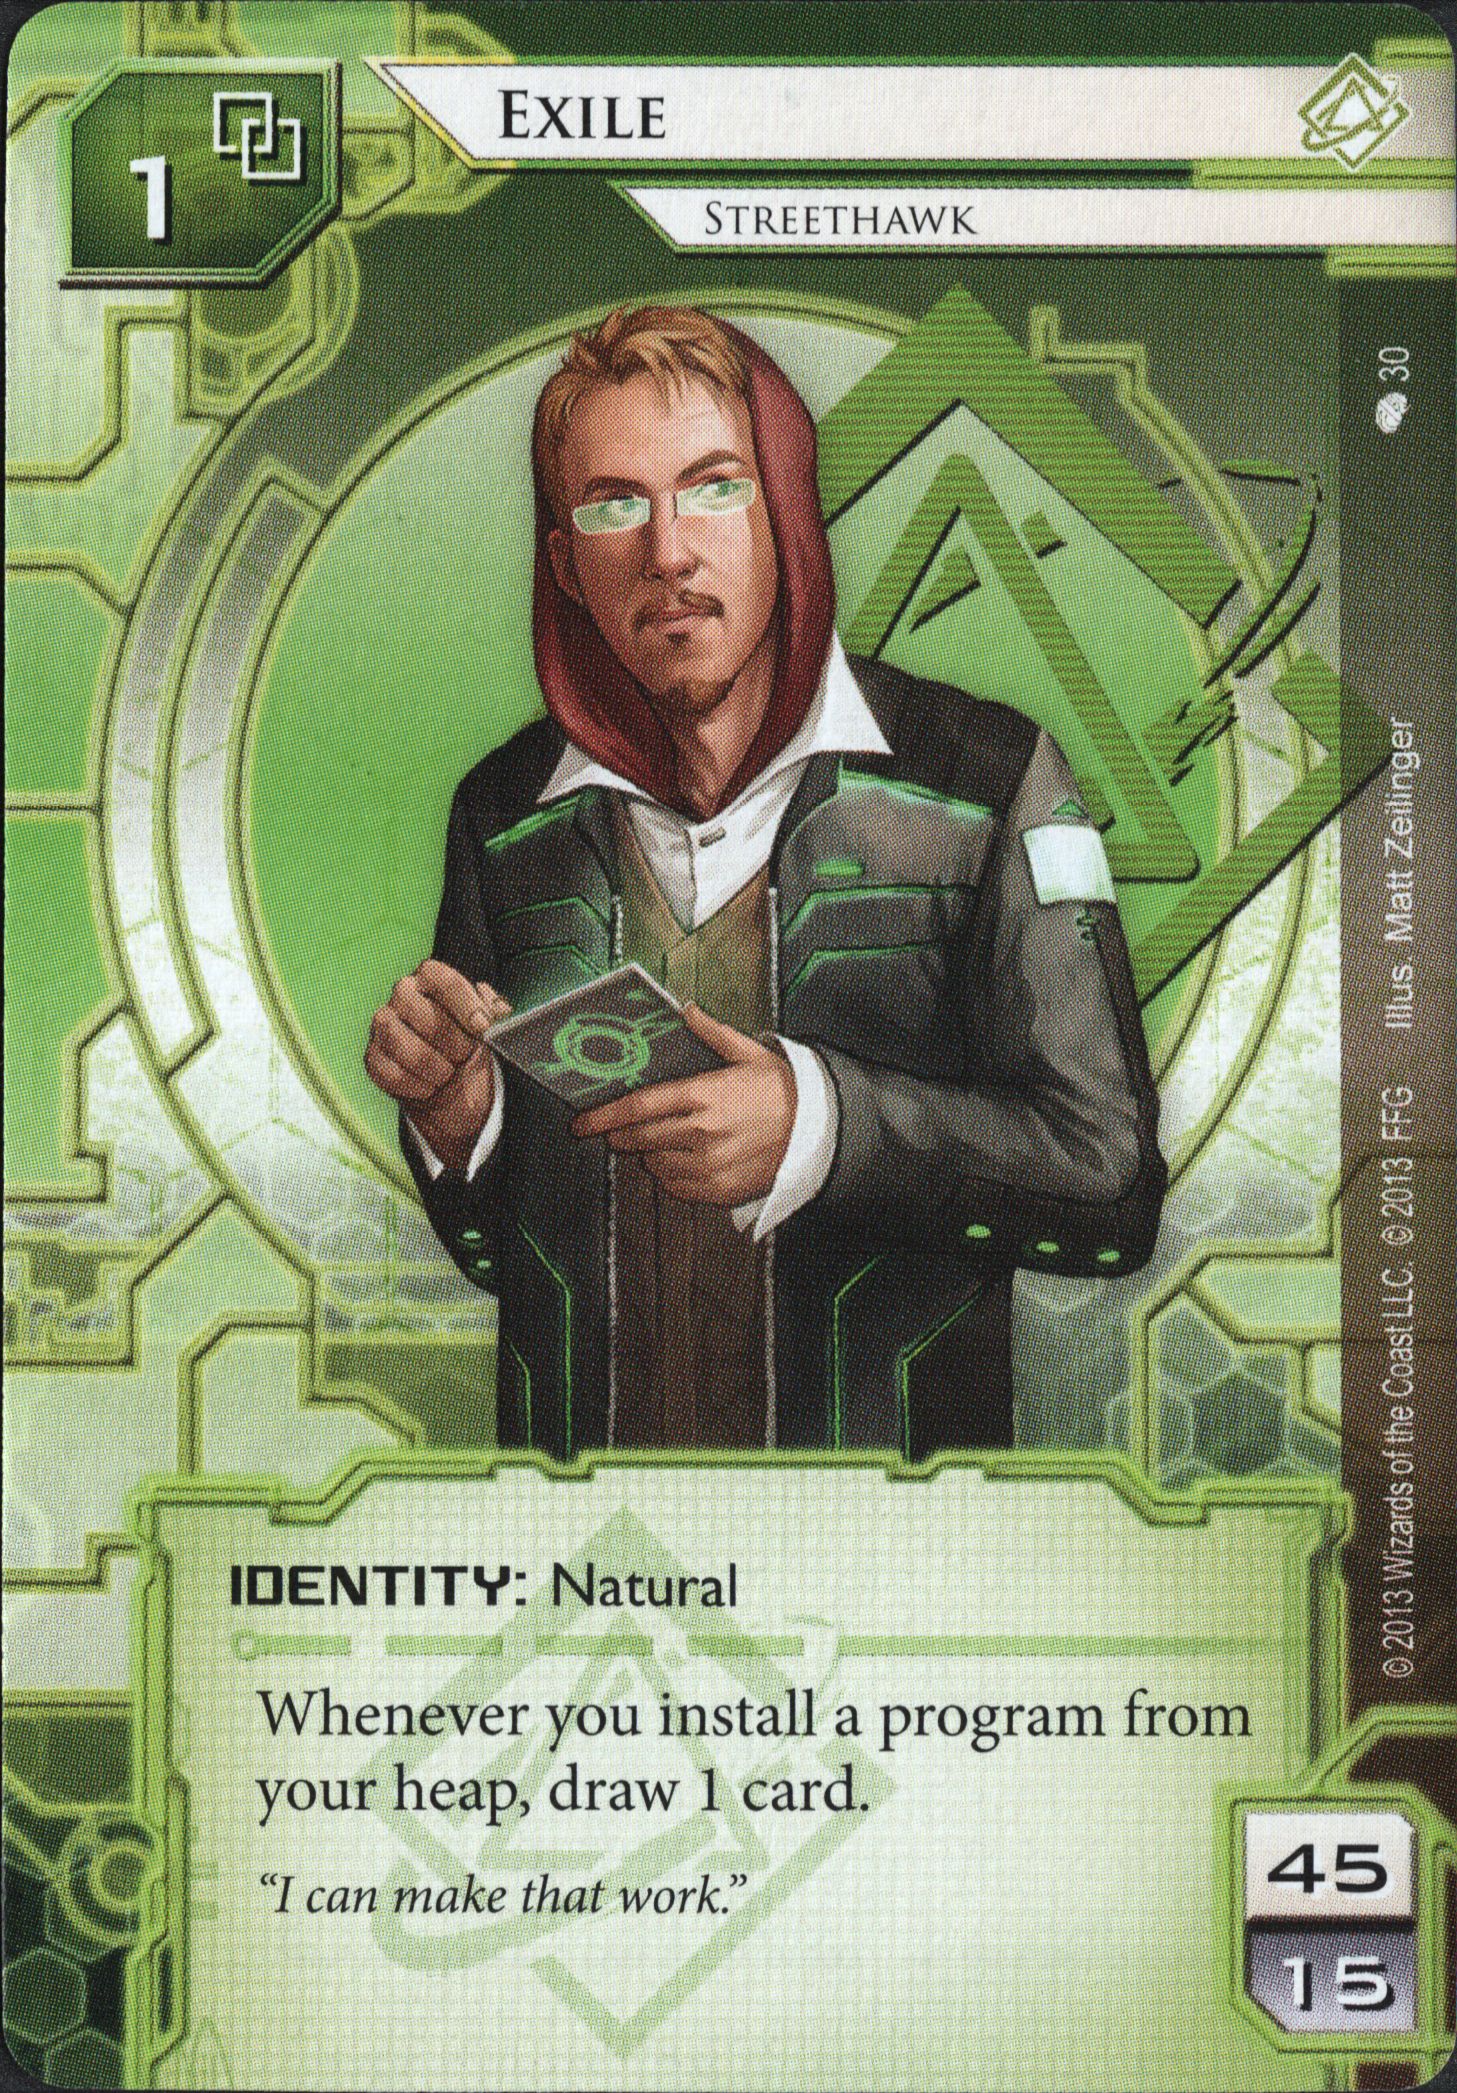 1
EXILE
STREETHAWK
30
Illus. Matt Zeilinger
© 2013 Wizards of the Coast LLC. © 2013 FFG
IDENTITY: Natural
Whenever you install a program from
your heap, draw 1 card.
“I can make that work.”
45
15